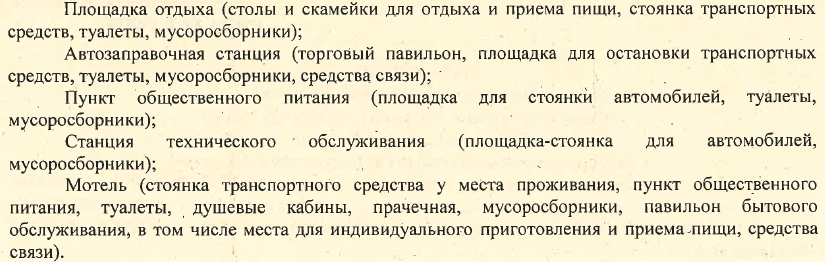 Площадка отдыха (столы и скамейки для отдыха и приема пищи, стоянка транспортных
средств, туалеты, мусоросборники);
Автозаправочная станция (торговый павильон, площадка для остановки транспортных
средств, туалеты, мусоросборники, средства связи);
Пункт общественного питания (площадка для стоянки автомобилей, туалеты,
мусоросборники);
Станция технического обслуживания (площадка-стоянка для автомобилей,
мусоросборники);
Мотель (стоянка транспортного средства у места проживания, пункт общественного
питания, туалеты, душевые кабины, прачечная, мусоросборники, павильон бытового
обслуживания, в том числе места для индивидуального приготовления и приема пищи, средства
связи).